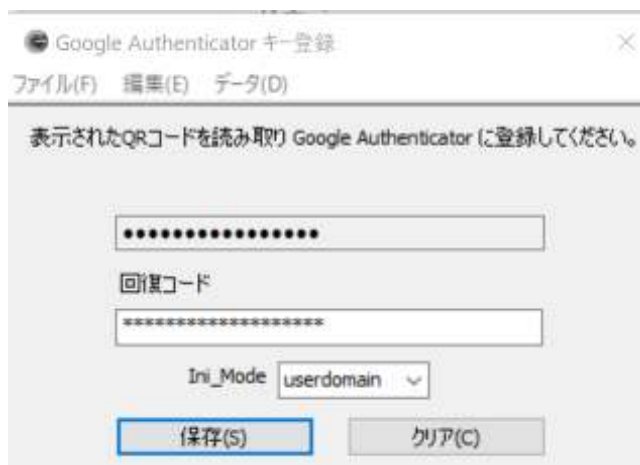 Google Authenticator キー登録
ファイル(F) 編集(E) データ(D)
表示されたQRコードを読み取り Google Authenticator に登録してください。
••••••••••••••••
回復コード
*******************
Ini_Mode userdomain
保存(S) クリア(C)